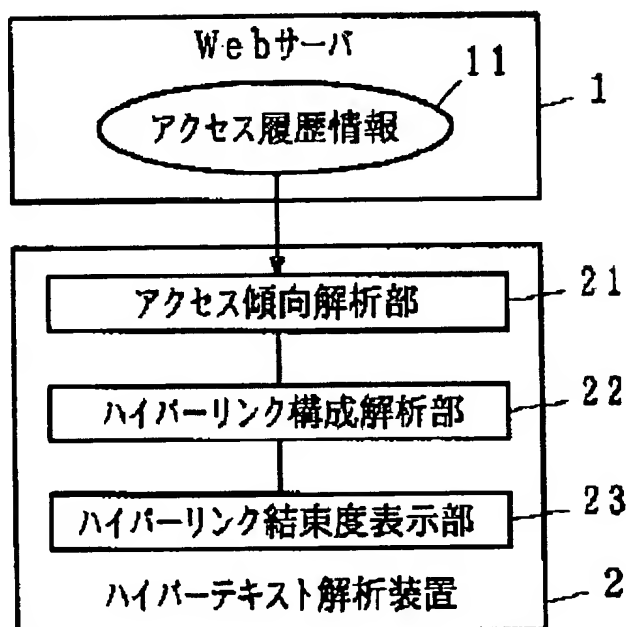 Webサーバ
11
1
アクセス履歴情報
アクセス傾向解析部
21
ハイパーリンク構成解析部
22
ハイパーリンク結束度表示部
23
ハイパーテキスト解析装置
2